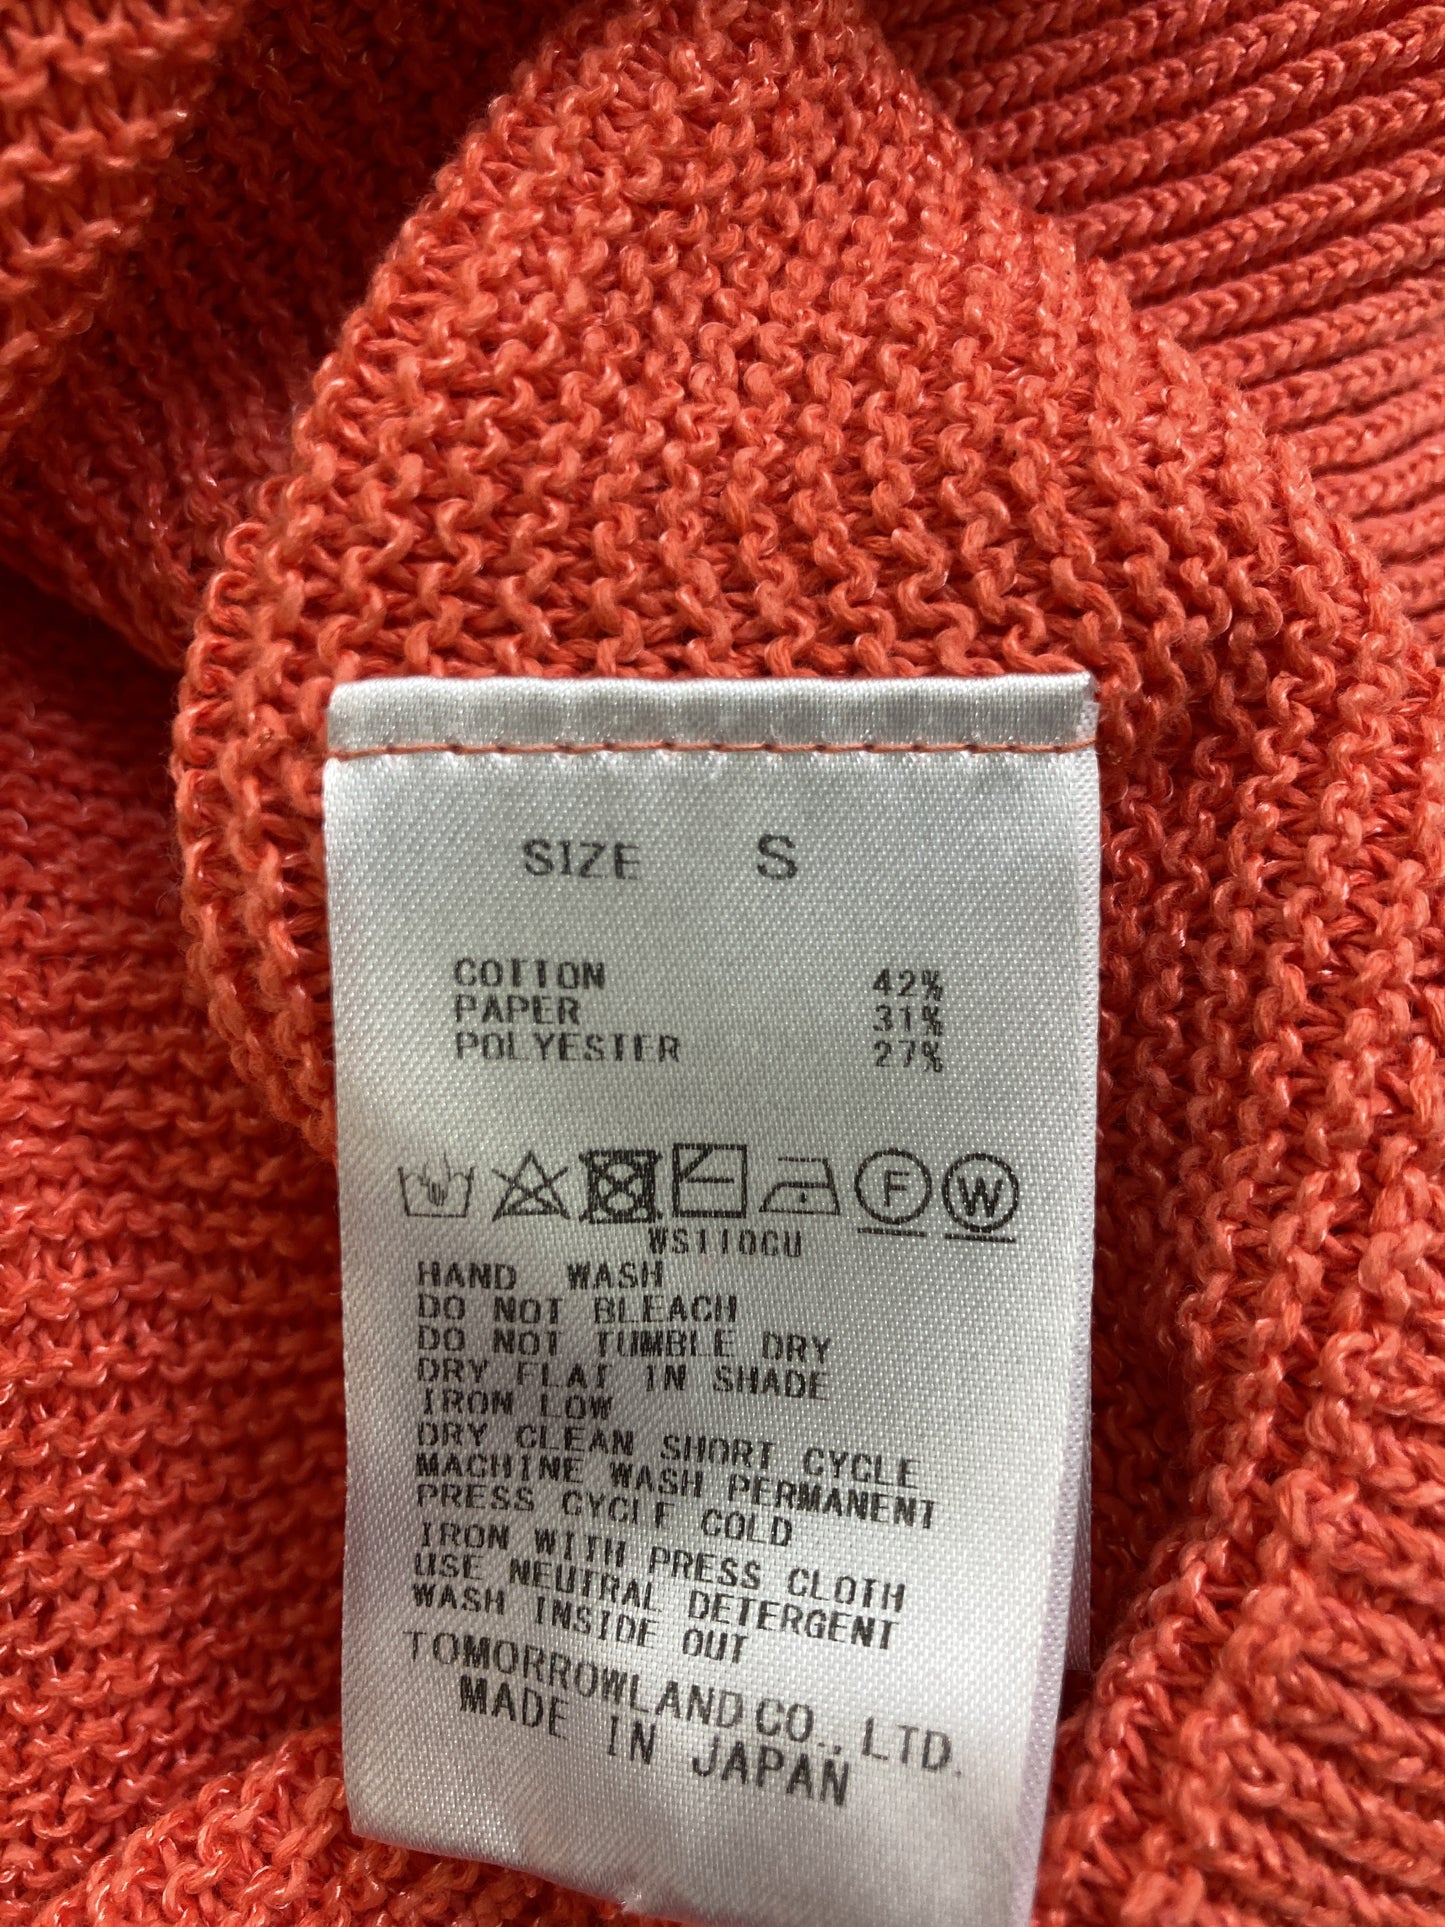 SIZE S
COTTON 42%
PAPER 31%
POLYESTER 27%
F W
WS110CU
HAND WASH
DO NOT BLEACH
DO NOT TUMBLE DRY
DRY FLAT IN SHADE
IRON LOW
DRY CLEAN SHORT CYCLE
MACHINE WASH PERMANENT
PRESS CYCLE COLD
IRON WITH PRESS CLOTH
USE NEUTRAL DETERGENT
WASH INSIDE OUT
TOMORROWLAND CO., LTD.
MADE IN JAPAN